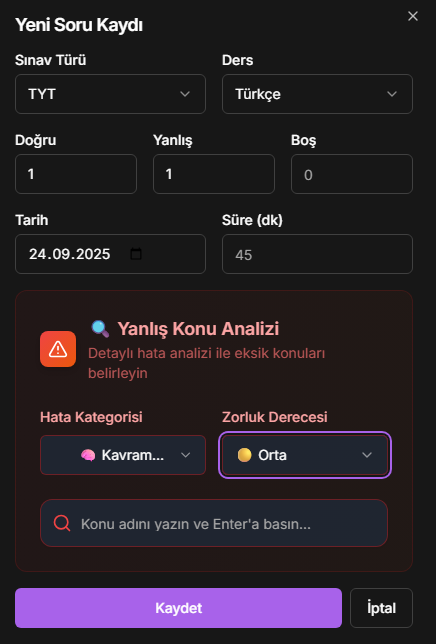 Yeni Soru Kaydı
Sınav Türü
Ders
TYT
Türkçe
Doğru
Yanlış
Boş
1
1
0
Tarih
Süre (dk)
24.09.2025
45
Yanlış Konu Analizi
Detaylı hata analizi ile eksik konuları
belirleyin
Hata Kategorisi
Zorluk Derecesi
Kavram...
Orta
Konu adını yazın ve Enter'a basın...
Kaydet
İptal